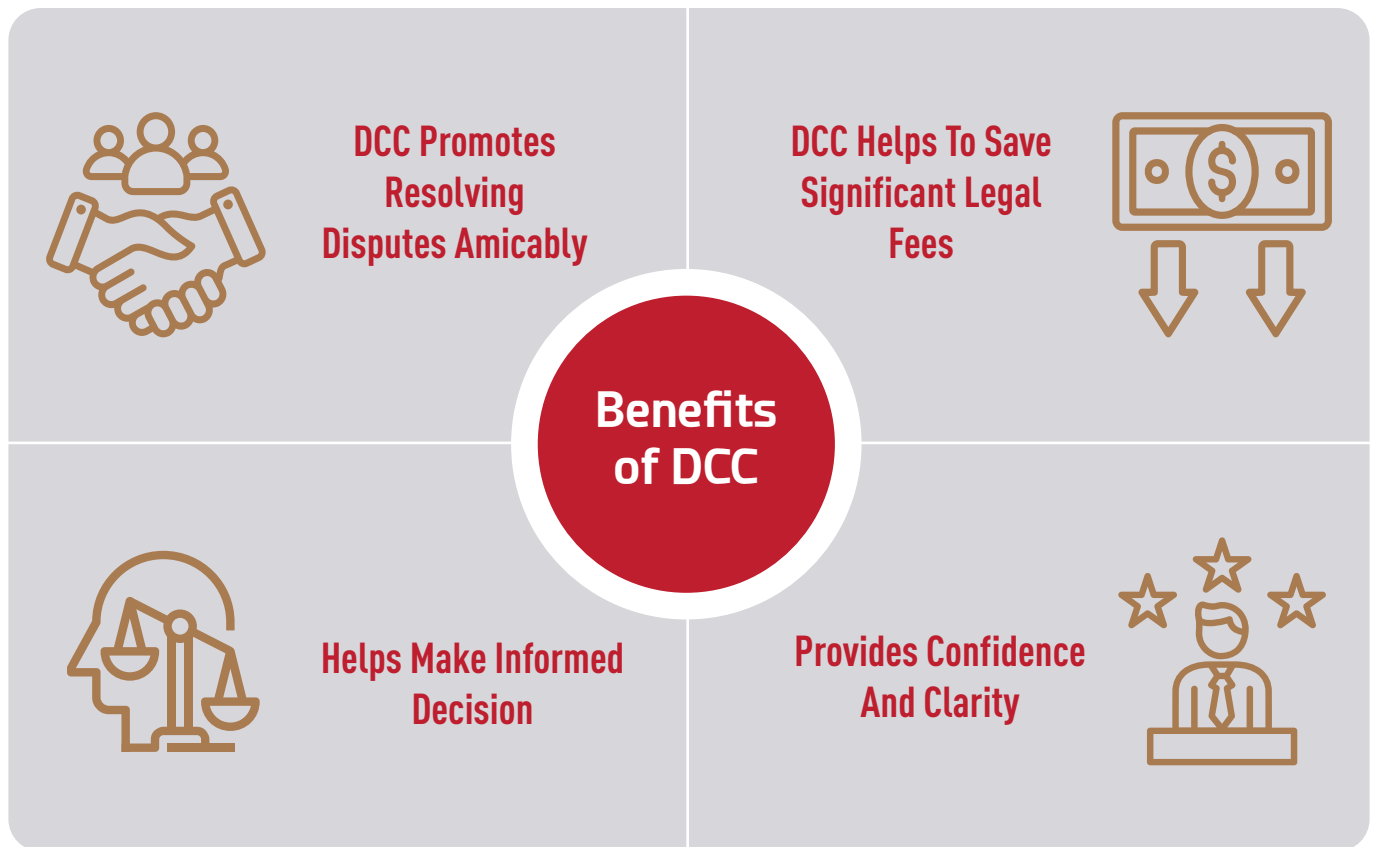 DCC Promotes
Resolving
Disputes Amicably
DCC Helps To Save
Significant Legal
Fees
$
Benefits
of DCC
Helps Make Informed
Decision
Provides Confidence
And Clarity